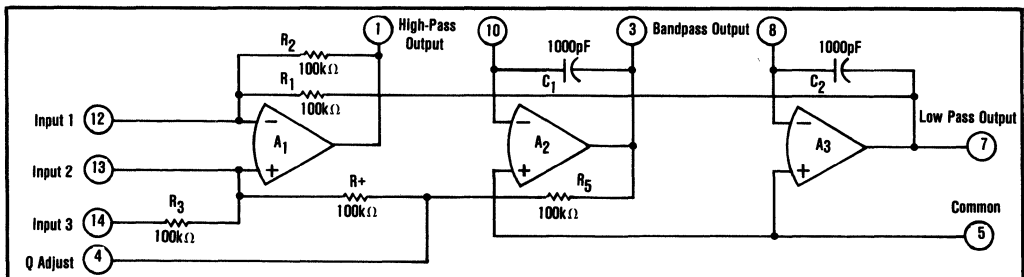 1
High-Pass
Output
10
3
Bandpass Output
8
R2
100kΩ
1000pF
C1
1000pF
C2
R1
100kΩ
Input 1
12
−
A1
+
−
A2
+
−
A3
+
Low Pass Output
7
Input 2
13
R+
100kΩ
R5
100kΩ
Input 3
14
R3
100kΩ
Common
5
Q Adjust
4